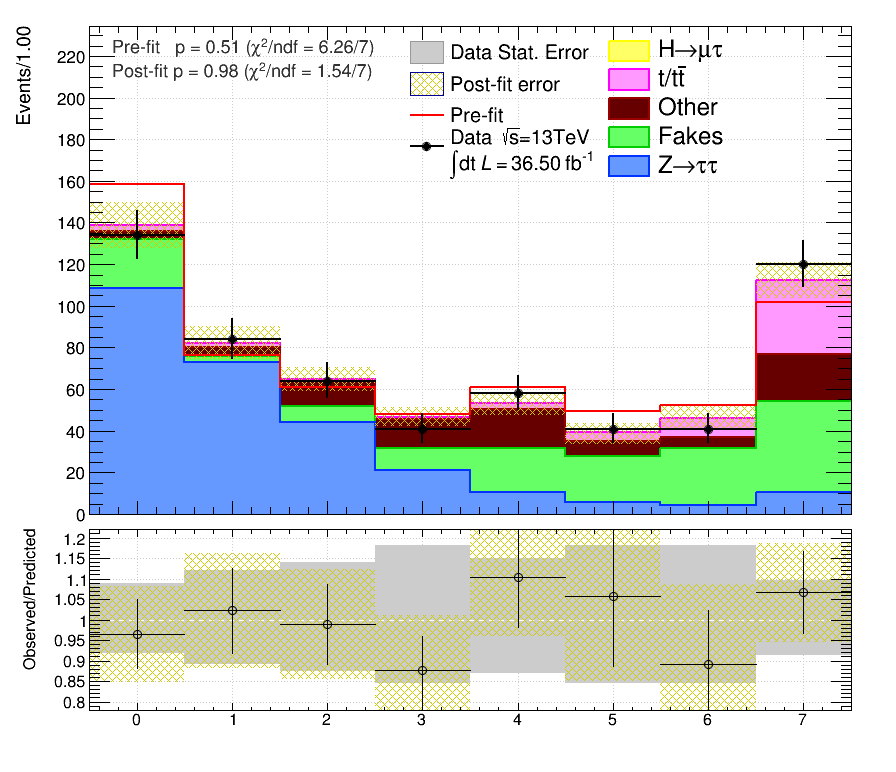 Events/1.00
Pre-fit p = 0.51 (χ²/ndf = 6.26/7)
Post-fit p = 0.98 (χ²/ndf = 1.54/7)
Data Stat. Error
Post-fit error
Pre-fit
Data √s=13TeV
∫dt L = 36.50 fb⁻¹
H→μτ
t/tt̄
Other
Fakes
Z→ττ
220
200
180
160
140
120
100
80
60
40
20
0
Observed/Predicted
1.2
1.15
1.1
1.05
1
0.95
0.9
0.85
0.8
0 1 2 3 4 5 6 7